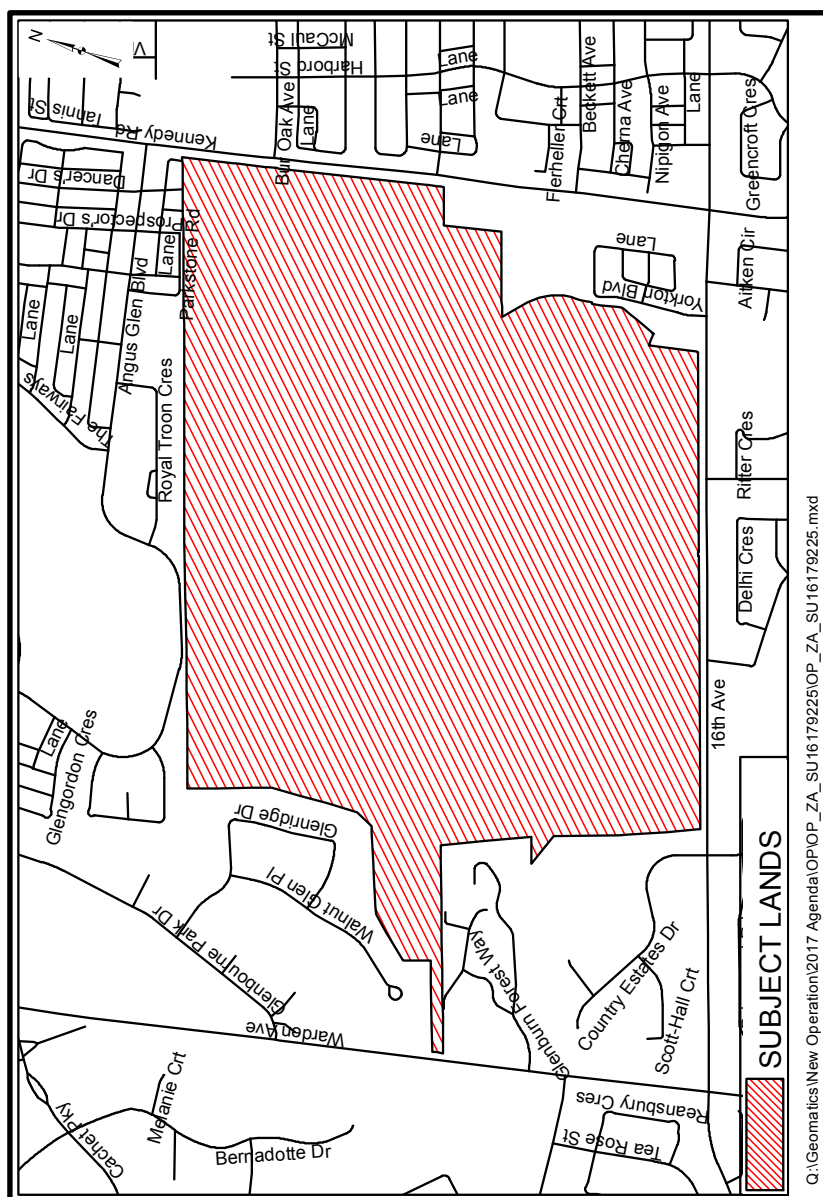 N
McCaul St
Harbord St
Iannis St
Kennedy Rd
Bur Oak Ave
Lane
Lane
Lane
Lane
Beckett Ave
Cherna Ave
Nipigon Ave
Lane
Fierheller Crt
Greencroft Cres
Dancer's Dr
Prospector's Dr
Lane
Parkstone Rd
Angus Glen Blvd
Lane
Lane
The Fairways
Royal Troon Cres
Lane
Yorkton Blvd
Aitken Cir
Ritter Cres
Delhi Cres
16th Ave
Lane
Glengordon Cres
Glenridge Dr
Walnut Glen Pl
Glenbourne Park Dr
Warden Ave
Glenburn Forest Way
Country Estates Dr
Scott-Hall Crt
Cachet Pky
Melanie Crt
Bernadotte Dr
Tea Rose St
Reansbury Cres
SUBJECT LANDS
Q:\Geomatics\New Operation\2017 Agenda\OP\OP_ZA_SU16179225\OP_ZA_SU16179225.mxd